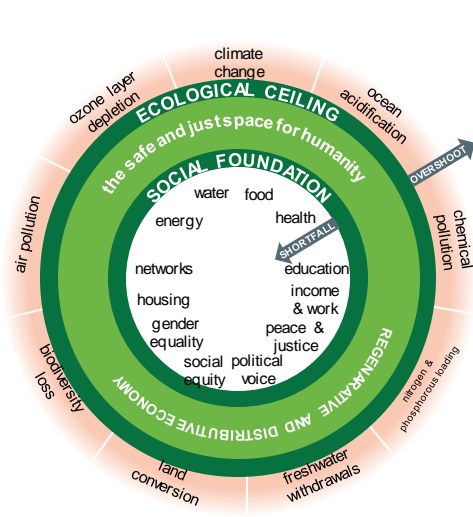 climate
change
ocean
acidification
chemical
pollution
nitrogen &
phosphorous loading
freshwater
withdrawals
land
conversion
biodiversity
loss
air pollution
ozone layer
depletion
ECOLOGICAL CEILING
the safe and just space for humanity
OVERSHOOT
SOCIAL FOUNDATION
water
food
energy
health
SHORTFALL
networks
education
housing
income
& work
gender
equality
peace &
justice
social
equity
political
voice
REGENARATIVE AND DISTRIBUTIVE ECONOMY